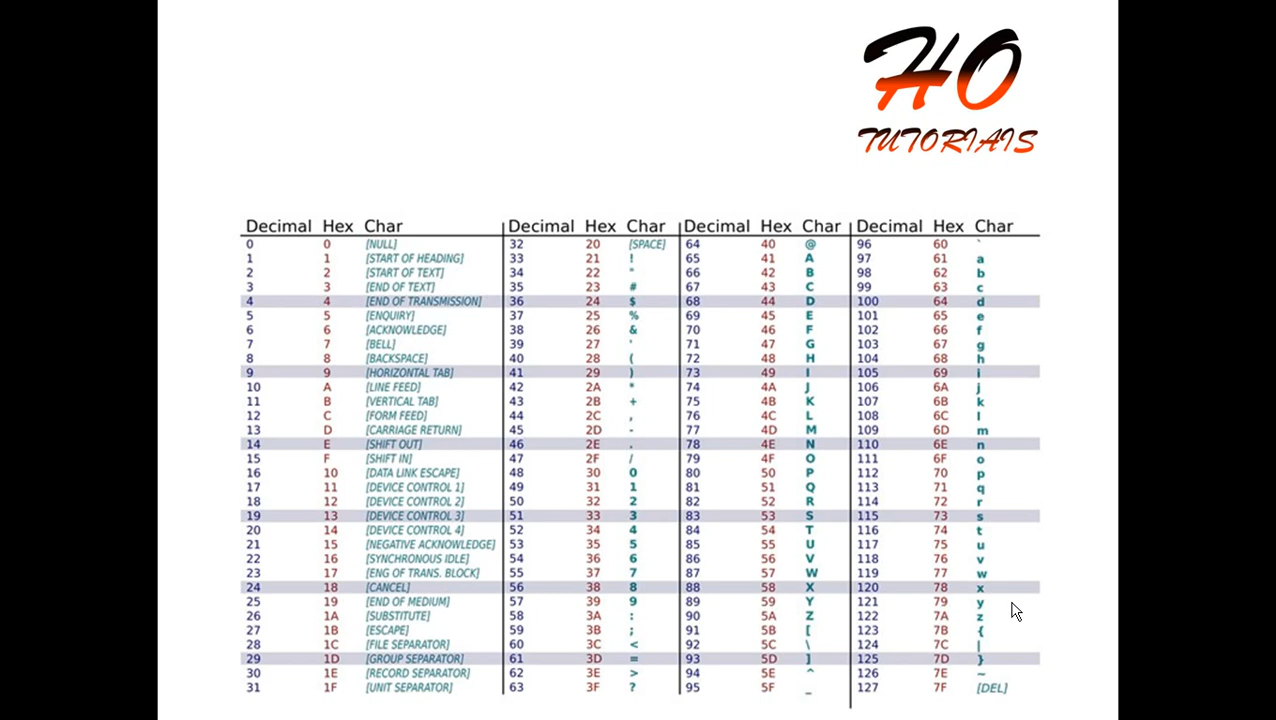 HO
TUTORIAIS
Decimal Hex Char Decimal Hex Char Decimal Hex Char Decimal Hex Char
0 0 [NULL] 32 20 [SPACE] 64 40 @ 96 60 `
1 1 [START OF HEADING] 33 21 ! 65 41 A 97 61 a
2 2 [START OF TEXT] 34 22 " 66 42 B 98 62 b
3 3 [END OF TEXT] 35 23 # 67 43 C 99 63 c
4 4 [END OF TRANSMISSION] 36 24 $ 68 44 D 100 64 d
5 5 [ENQUIRY] 37 25 % 69 45 E 101 65 e
6 6 [ACKNOWLEDGE] 38 26 & 70 46 F 102 66 f
7 7 [BELL] 39 27 ' 71 47 G 103 67 g
8 8 [BACKSPACE] 40 28 ( 72 48 H 104 68 h
9 9 [HORIZONTAL TAB] 41 29 ) 73 49 I 105 69 i
10 A [LINE FEED] 42 2A * 74 4A J 106 6A j
11 B [VERTICAL TAB] 43 2B + 75 4B K 107 6B k
12 C [FORM FEED] 44 2C , 76 4C L 108 6C l
13 D [CARRIAGE RETURN] 45 2D - 77 4D M 109 6D m
14 E [SHIFT OUT] 46 2E . 78 4E N 110 6E n
15 F [SHIFT IN] 47 2F / 79 4F O 111 6F o
16 10 [DATA LINK ESCAPE] 48 30 0 80 50 P 112 70 p
17 11 [DEVICE CONTROL 1] 49 31 1 81 51 Q 113 71 q
18 12 [DEVICE CONTROL 2] 50 32 2 82 52 R 114 72 r
19 13 [DEVICE CONTROL 3] 51 33 3 83 53 S 115 73 s
20 14 [DEVICE CONTROL 4] 52 34 4 84 54 T 116 74 t
21 15 [NEGATIVE ACKNOWLEDGE] 53 35 5 85 55 U 117 75 u
22 16 [SYNCHRONOUS IDLE] 54 36 6 86 56 V 118 76 v
23 17 [ENG OF TRANS. BLOCK] 55 37 7 87 57 W 119 77 w
24 18 [CANCEL] 56 38 8 88 58 X 120 78 x
25 19 [END OF MEDIUM] 57 39 9 89 59 Y 121 79 y
26 1A [SUBSTITUTE] 58 3A : 90 5A Z 122 7A z
27 1B [ESCAPE] 59 3B ; 91 5B [ 123 7B {
28 1C [FILE SEPARATOR] 60 3C < 92 5C \ 124 7C |
29 1D [GROUP SEPARATOR] 61 3D = 93 5D ] 125 7D }
30 1E [RECORD SEPARATOR] 62 3E > 94 5E ^ 126 7E ~
31 1F [UNIT SEPARATOR] 63 3F ? 95 5F _ 127 7F [DEL]